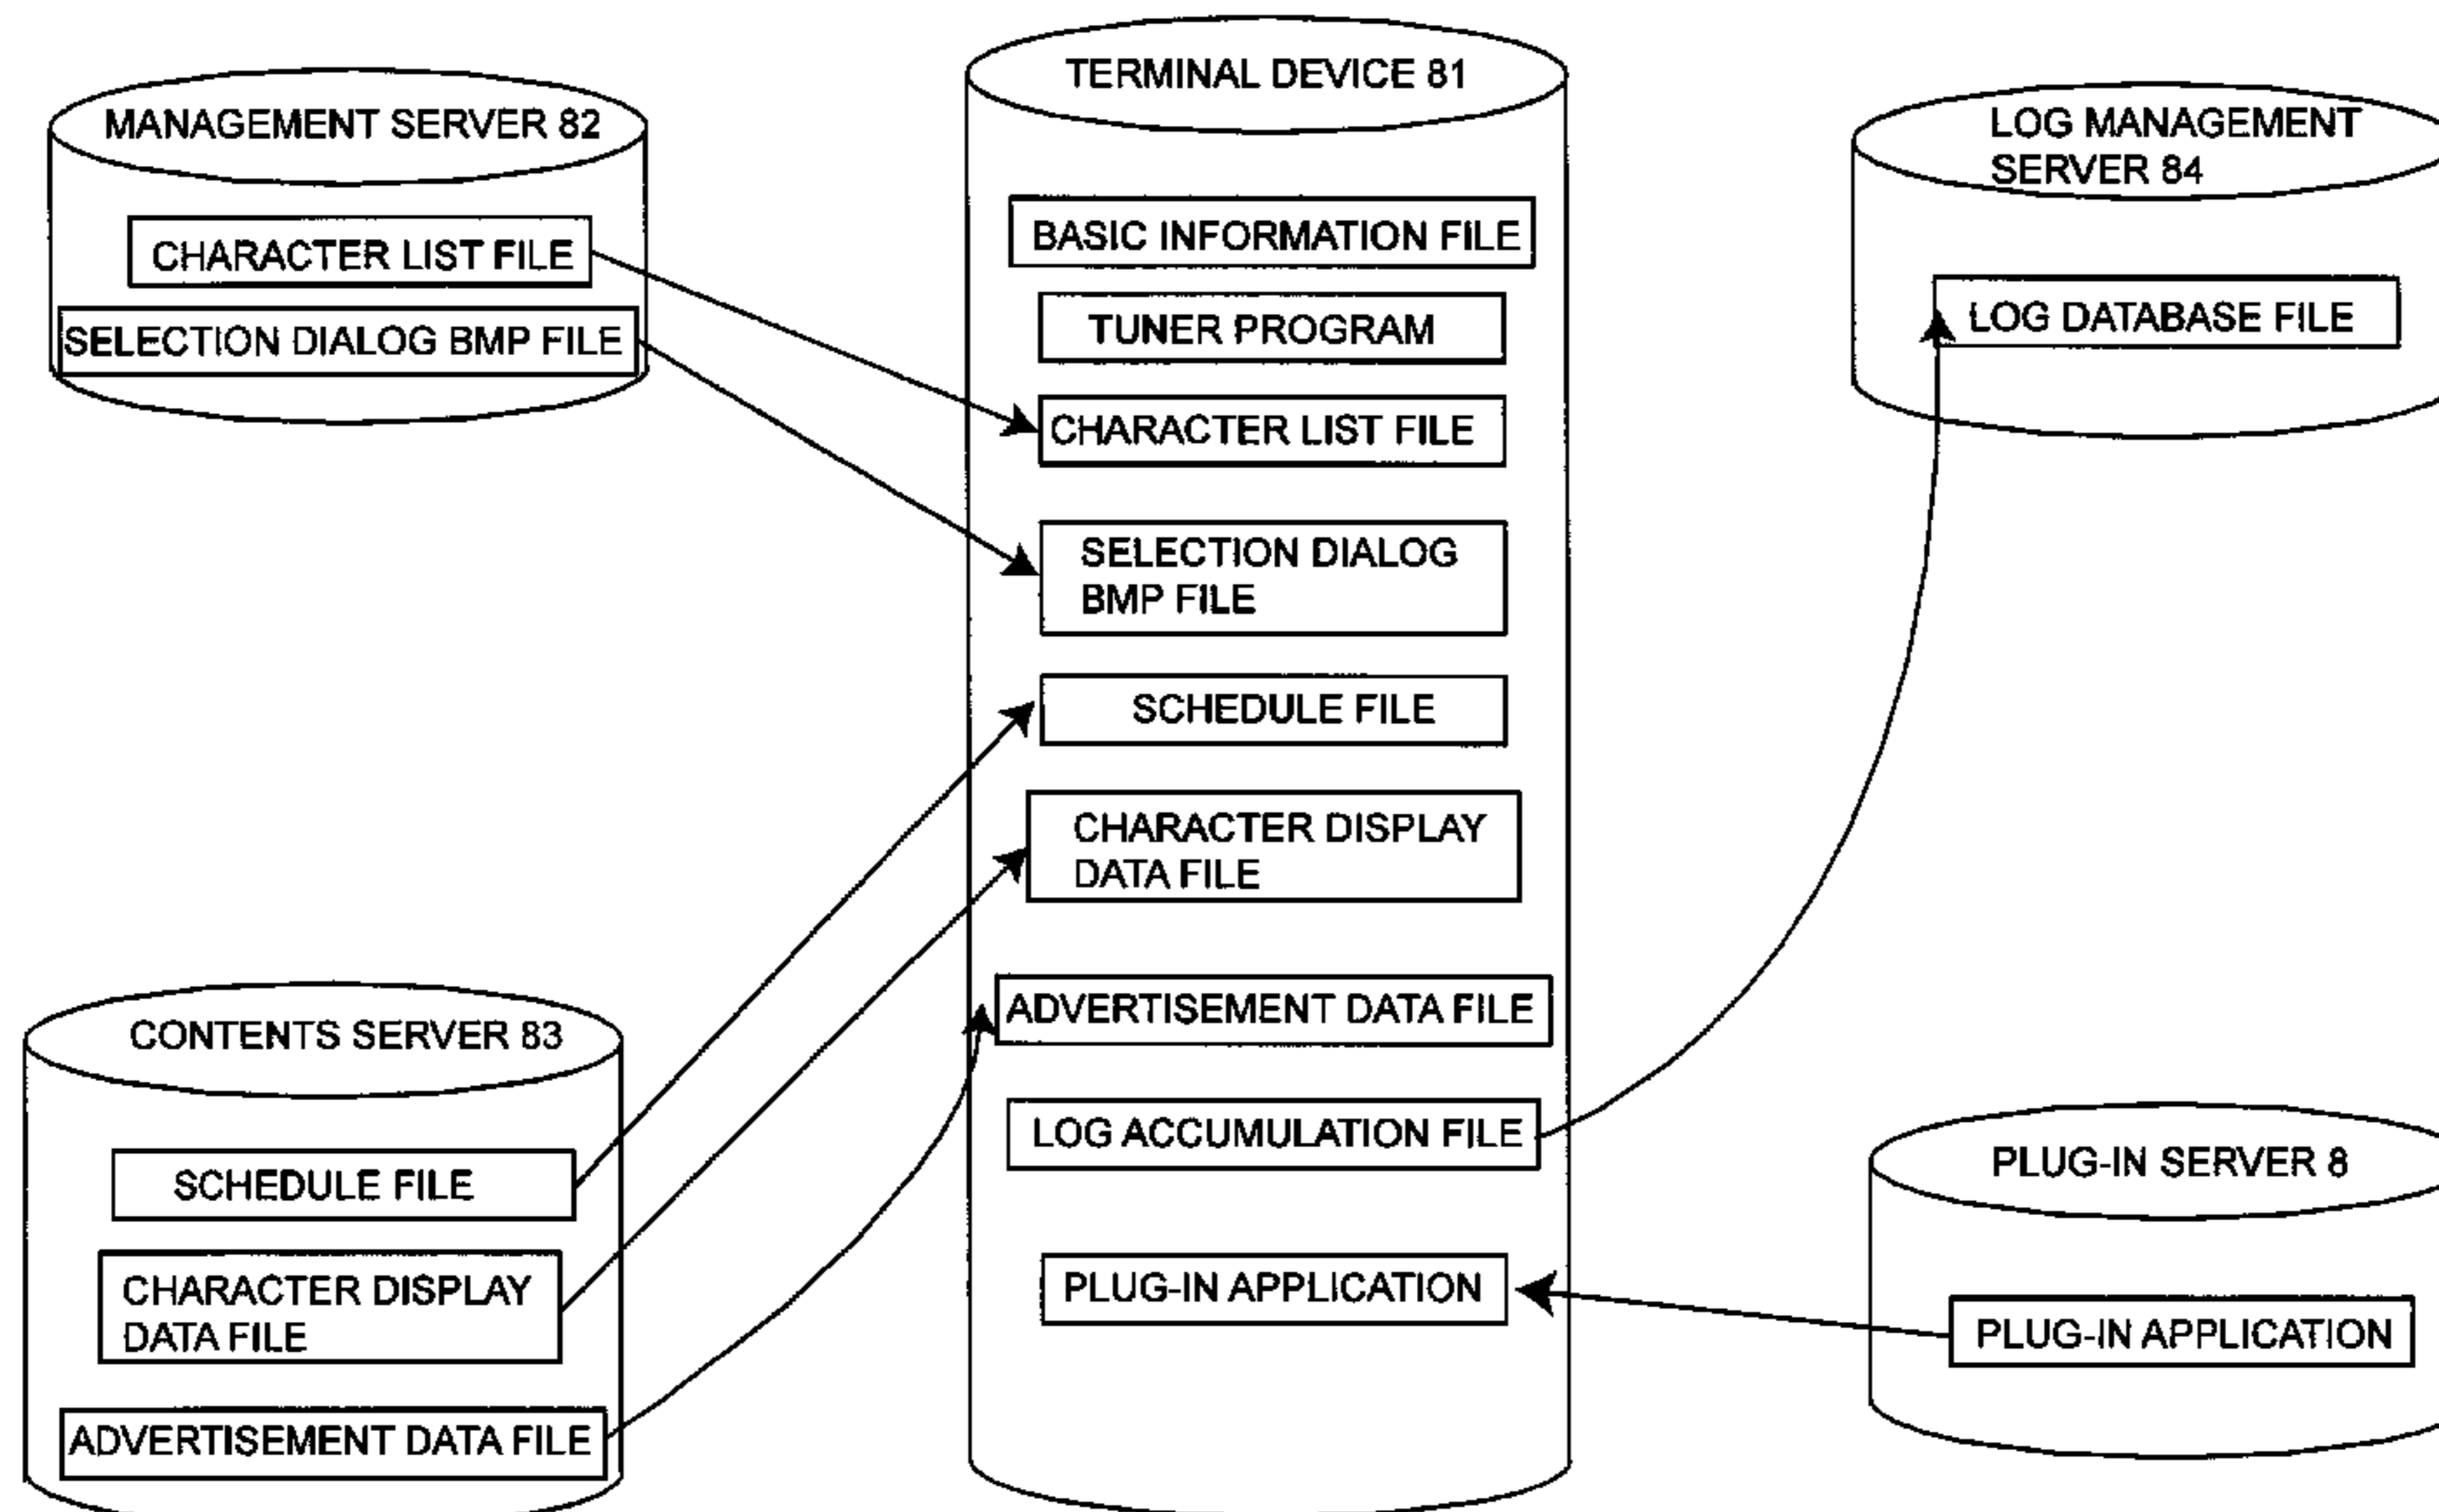 MANAGEMENT SERVER 82
CHARACTER LIST FILE
SELECTION DIALOG BMP FILE
CONTENTS SERVER 83
SCHEDULE FILE
CHARACTER DISPLAY
DATA FILE
ADVERTISEMENT DATA FILE
TERMINAL DEVICE 81
BASIC INFORMATION FILE
TUNER PROGRAM
CHARACTER LIST FILE
SELECTION DIALOG
BMP FILE
SCHEDULE FILE
CHARACTER DISPLAY
DATA FILE
ADVERTISEMENT DATA FILE
LOG ACCUMULATION FILE
PLUG-IN APPLICATION
LOG MANAGEMENT
SERVER 84
LOG DATABASE FILE
PLUG-IN SERVER 8
PLUG-IN APPLICATION